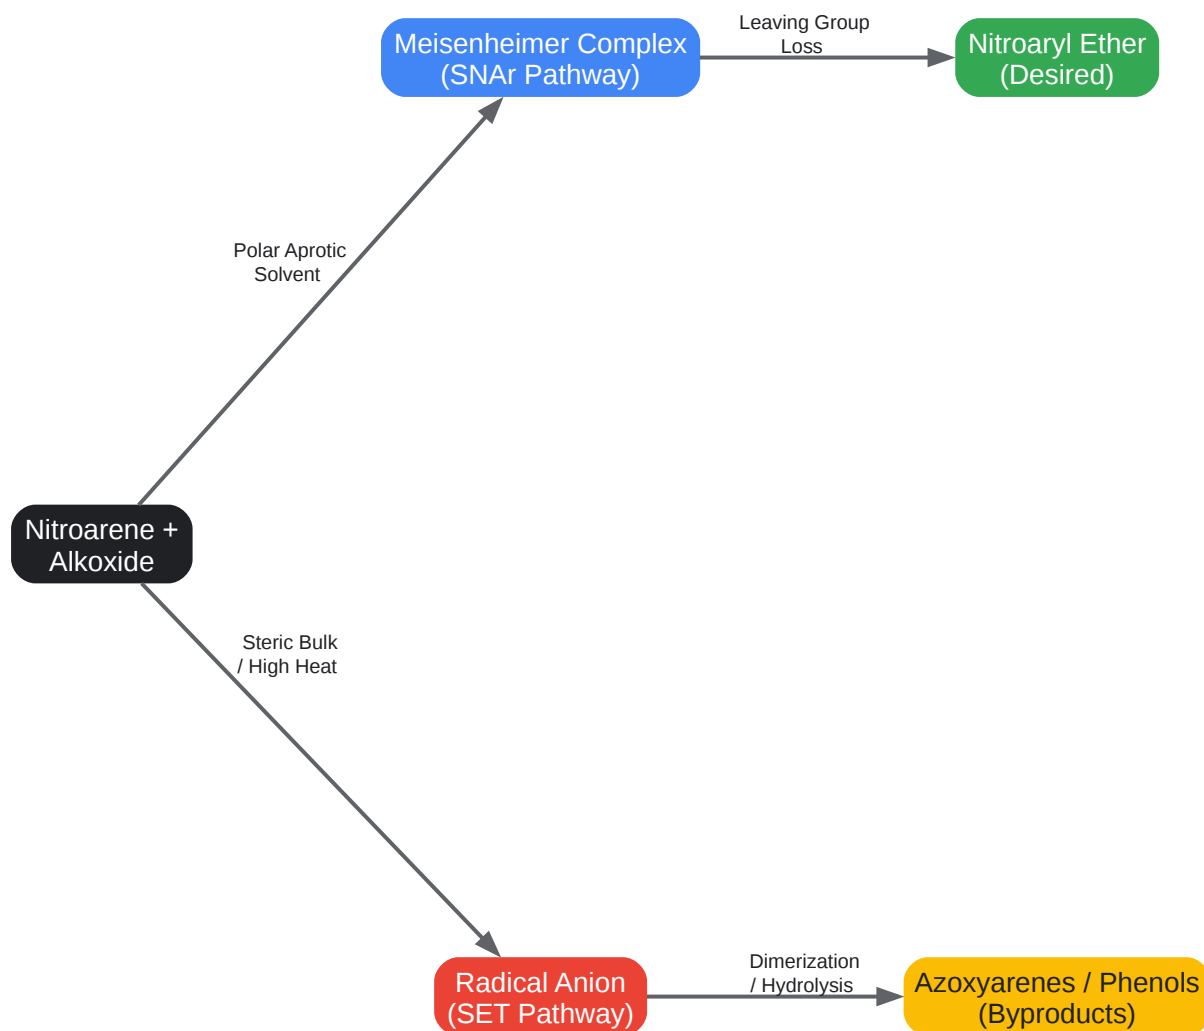 Meisenheimer Complex
(SNAr Pathway)
Leaving Group
Loss
Nitroaryl Ether
(Desired)
Polar Aprotic
Solvent
Nitroarene +
Alkoxide
Steric Bulk
/ High Heat
Radical Anion
(SET Pathway)
Dimerization
/ Hydrolysis
Azoxyarenes / Phenols
(Byproducts)